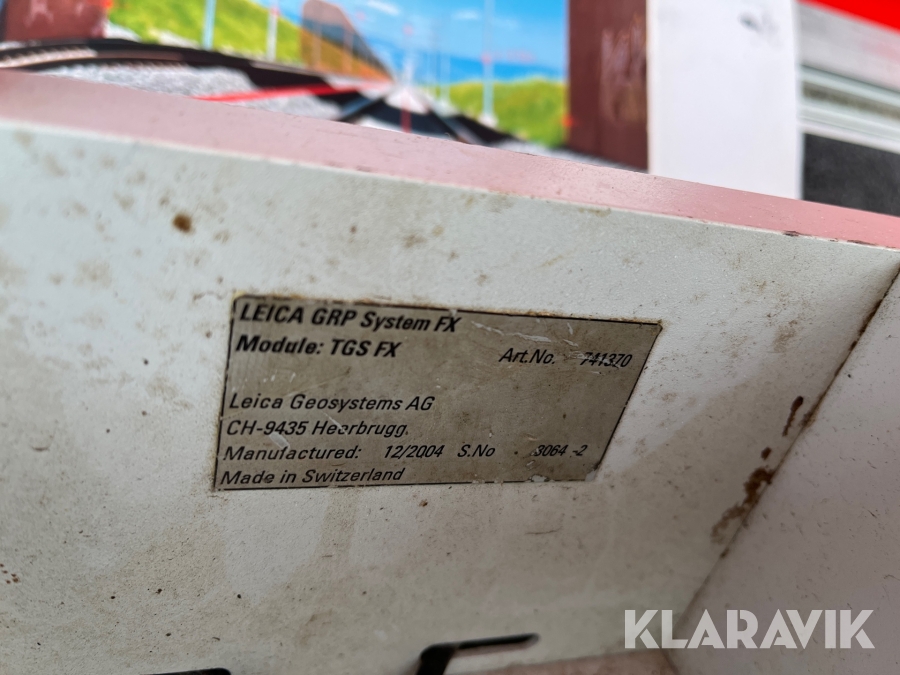 LEICA GRP System FX
Module: TGS FX
Art.No. 741370
Leica Geosystems AG
CH-9435 Heerbrugg.
Manufactured: 12/2004 S.No 3064-2
Made in Switzerland
KLARAVIK